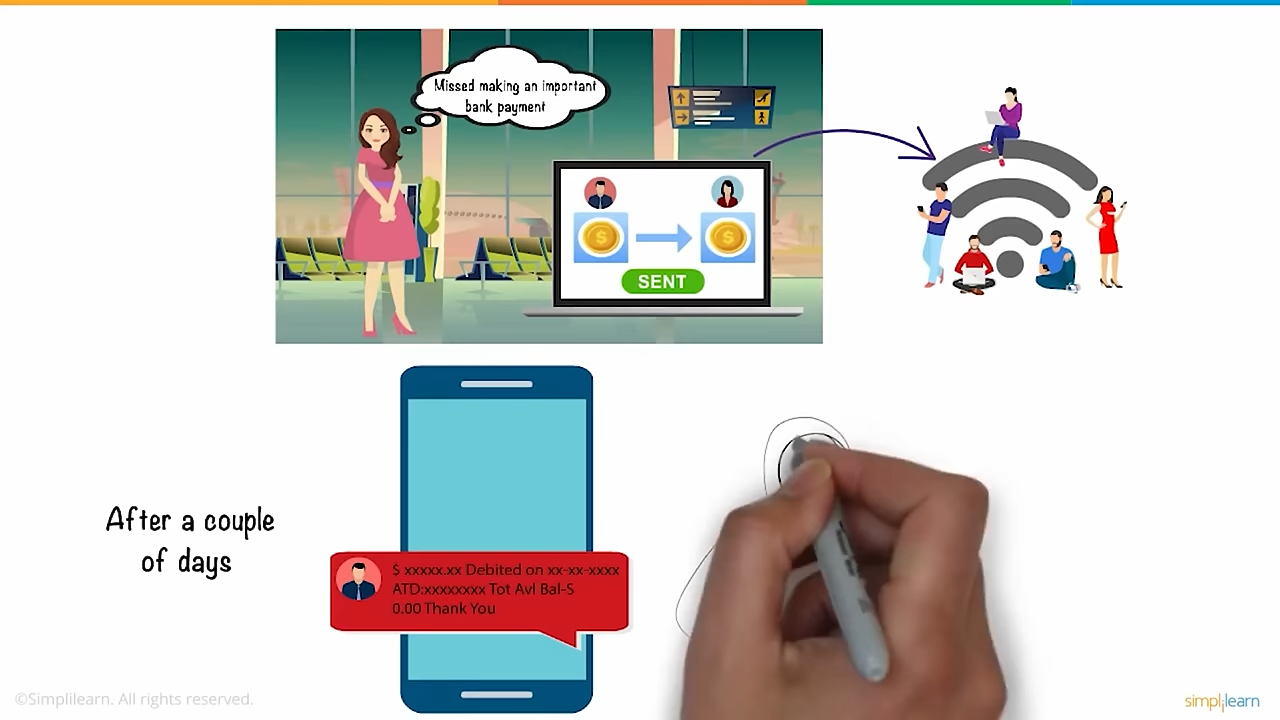 Missed making an important
bank payment
SENT
After a couple
of days
$ xxxxx.xx Debited on xx-xx-xxxx
ATD:xxxxxxxx Tot Avl Bal-S
0.00 Thank You
©Simplilearn. All rights reserved.
simplilearn